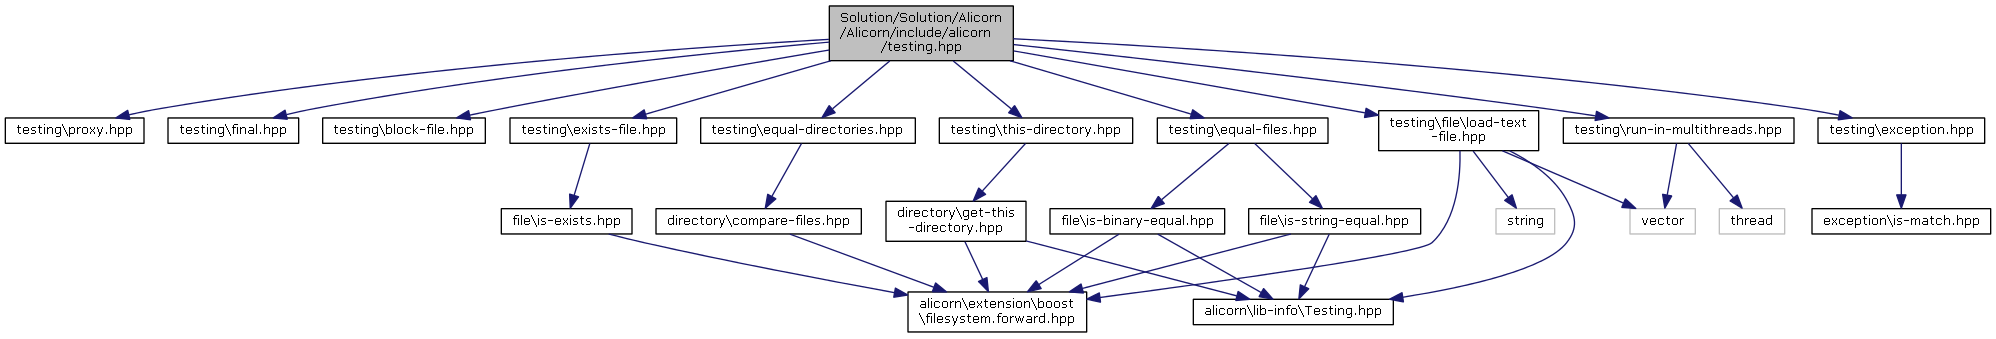 Solution/Solution/Alicorn
/Alicorn/include/alicorn
/testing.hpp
testing\proxy.hpp
testing\final.hpp
testing\block-file.hpp
testing\exists-file.hpp
testing\equal-directories.hpp
testing\this-directory.hpp
testing\equal-files.hpp
testing\file\load-text
-file.hpp
testing\run-in-multithreads.hpp
testing\exception.hpp
file\is-exists.hpp
directory\compare-files.hpp
directory\get-this
-directory.hpp
file\is-binary-equal.hpp
file\is-string-equal.hpp
string
vector
thread
exception\is-match.hpp
alicorn\extension\boost
\filesystem.forward.hpp
alicorn\lib-info\Testing.hpp